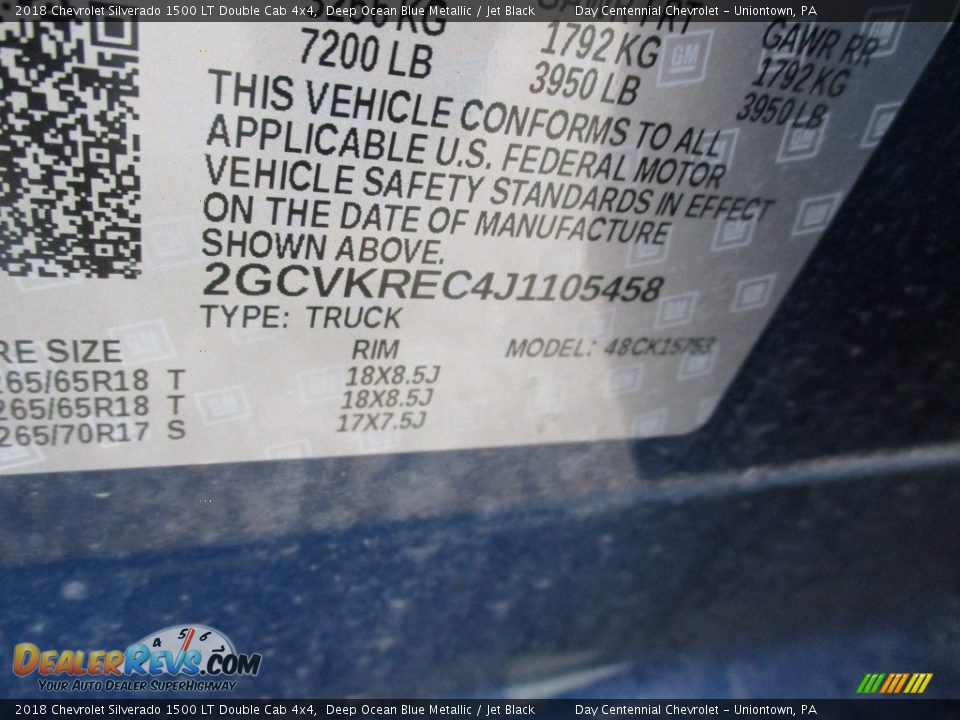 2018 Chevrolet Silverado 1500 LT Double Cab 4x4, Deep Ocean Blue Metallic / Jet Black Day Centennial Chevrolet - Uniontown, PA
KG
7200 LB
1792 KG
3950 LB
GAWR RR
1792 KG
3950 LB
GM
THIS VEHICLE CONFORMS TO ALL
APPLICABLE U.S. FEDERAL MOTOR
VEHICLE SAFETY STANDARDS IN EFFECT
ON THE DATE OF MANUFACTURE
SHOWN ABOVE.
2GCVKREC4J1105458
TYPE: TRUCK
RE SIZE RIM MODEL: 48CK15753
265/65R18 T 18X8.5J
265/65R18 T 18X8.5J
265/70R17 S 17X7.5J
4 5 6
DealerRevs.com
Your Auto Dealer SuperHighway
2018 Chevrolet Silverado 1500 LT Double Cab 4x4, Deep Ocean Blue Metallic / Jet Black Day Centennial Chevrolet - Uniontown, PA